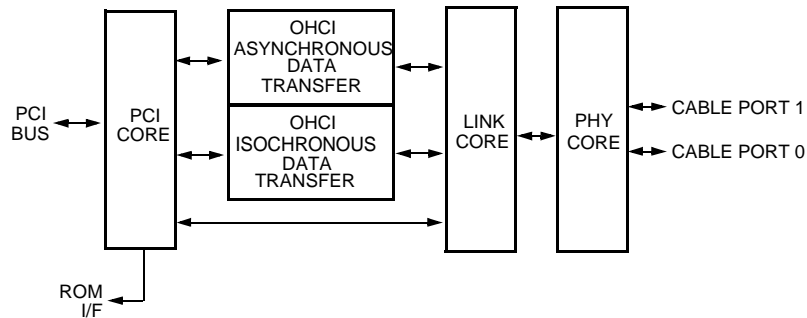 OHCI
ASYNCHRONOUS
DATA
TRANSFER
PCI
BUS
PCI
CORE
OHCI
ISOCHRONOUS
DATA
TRANSFER
LINK
CORE
PHY
CORE
CABLE PORT 1
CABLE PORT 0
ROM
I/F